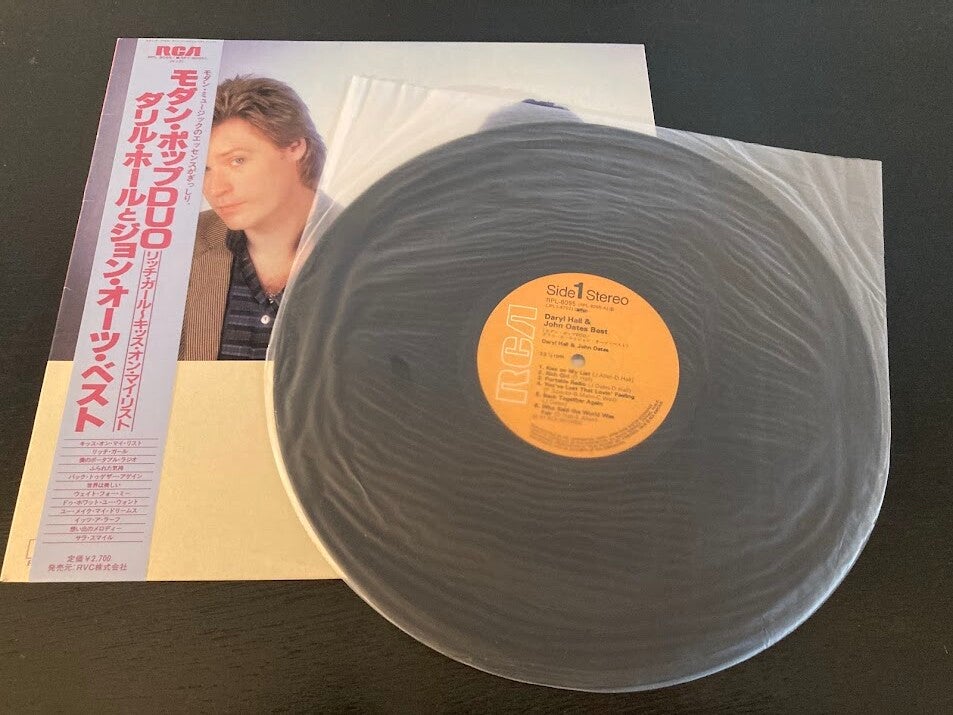 RCA
RPL-8095
モダン・ミュージックのエッセンスがぎっしり、
モダン・ポップDUO
ダリル・ホールとジョン・オーツ・ベスト
リッチ・ガール〜キッス・オン・マイ・リスト
キッス・オン・マイ・リスト
リッチ・ガール
僕のポータブル・ラジオ
ふられた気持
バック・トゥゲザー・アゲイン
世界は美しい
ウェイト・フォー・ミー
ドゥ・ホワット・ユー・ウォント
ユー・メイク・マイ・ドリームス
イッツ・ア・ラーフ
想い出のメロディー
サラ・スマイル
定価¥2,700
発売元:RVC株式会社
RCA
Side 1 Stereo
RPL-8095
Daryl Hall &
John Oates Best
Daryl Hall & John Oates
33 ⅓ rpm
1. Kiss on My List
2. Rich Girl
3. Portable Radio
4. You've Lost That Lovin' Feeling
5. Back Together Again
6. Who Said the World Was
Fair